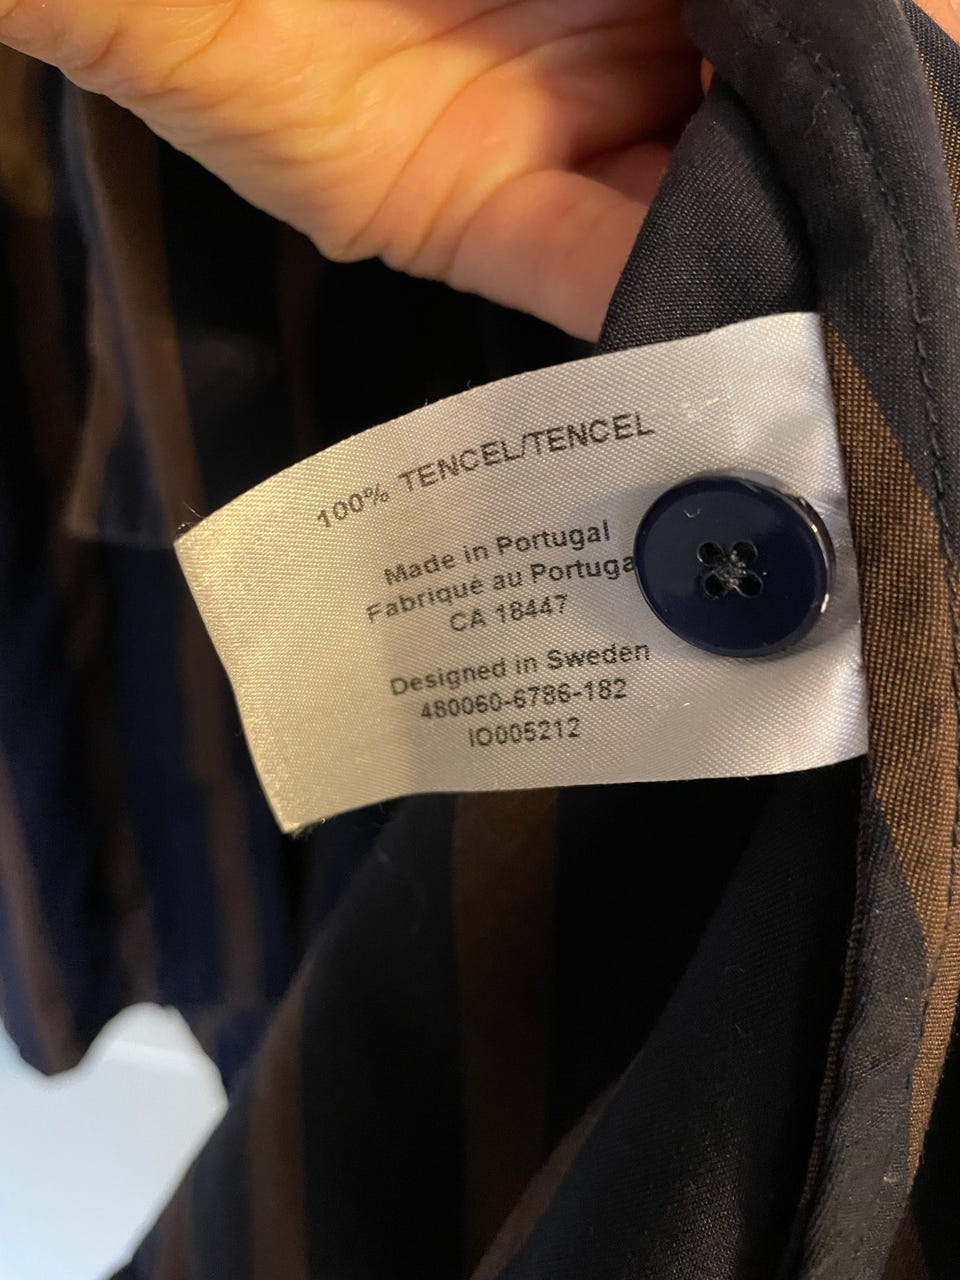 100% TENCEL/TENCEL
Made in Portugal
Fabriqué au Portuga
CA 18447
Designed in Sweden
480060-6786-182
IO005212